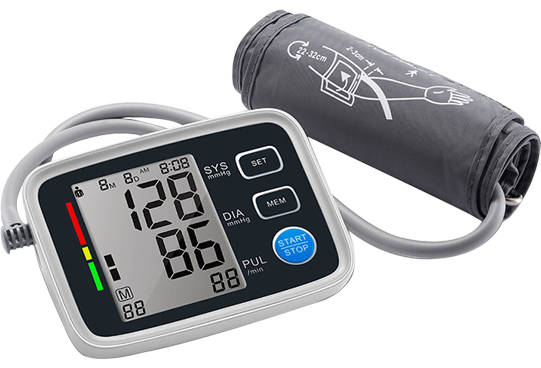 22-32cm
2-3cm
8M 8D AM 8:08
SYS
mmHg
SET
128
DIA
mmHg
MEM
86
START
STOP
PUL
/min
M
88
88